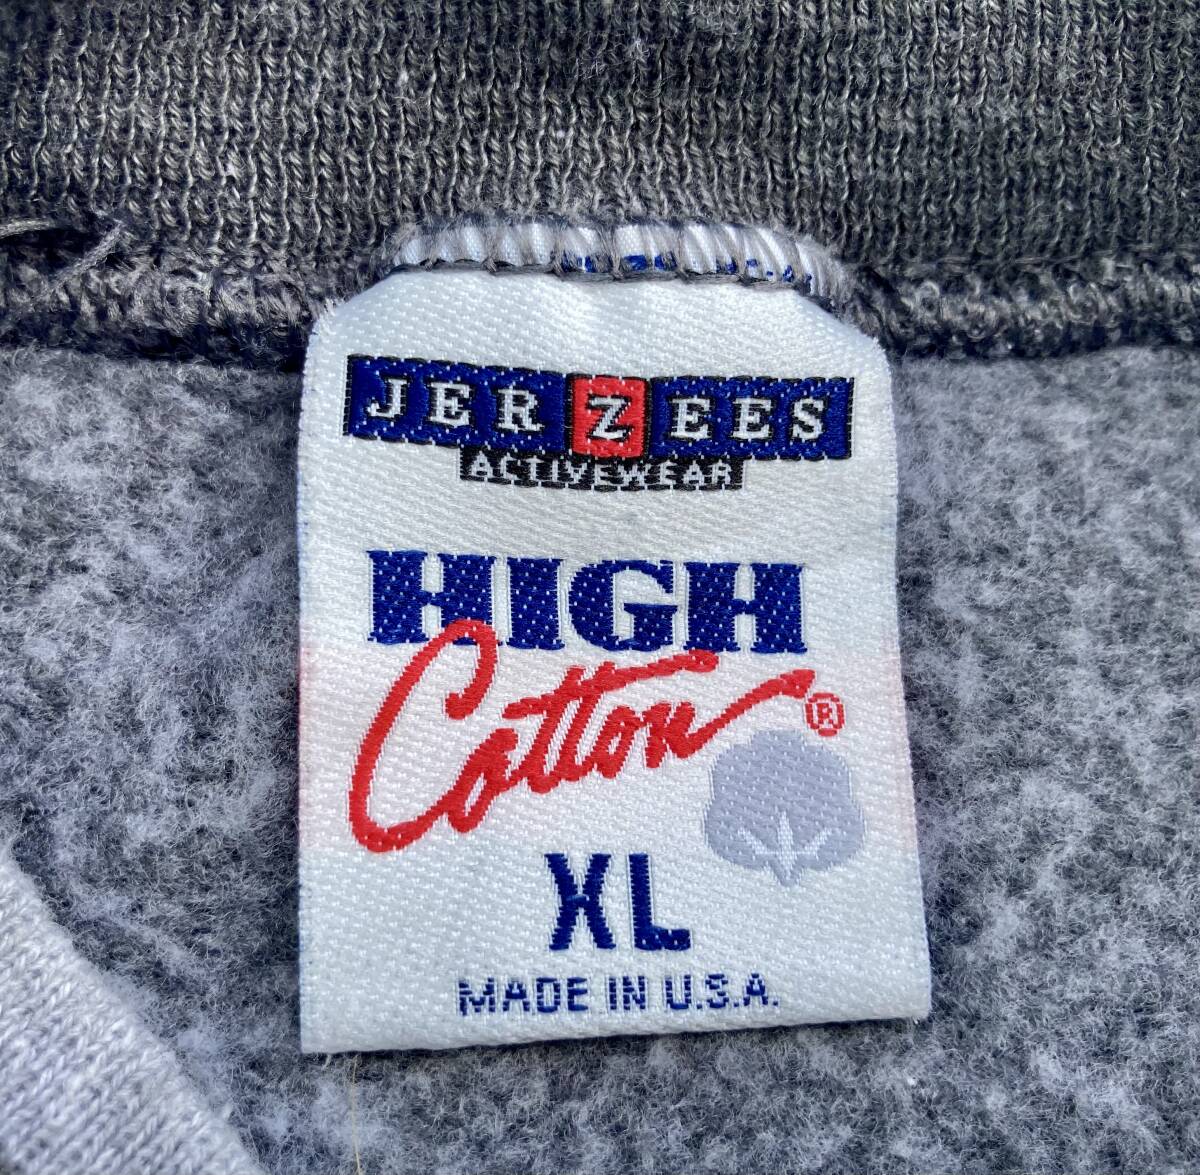 JERZEES
ACTIVEWEAR
HIGH
Cotton®
XL
MADE IN U.S.A.